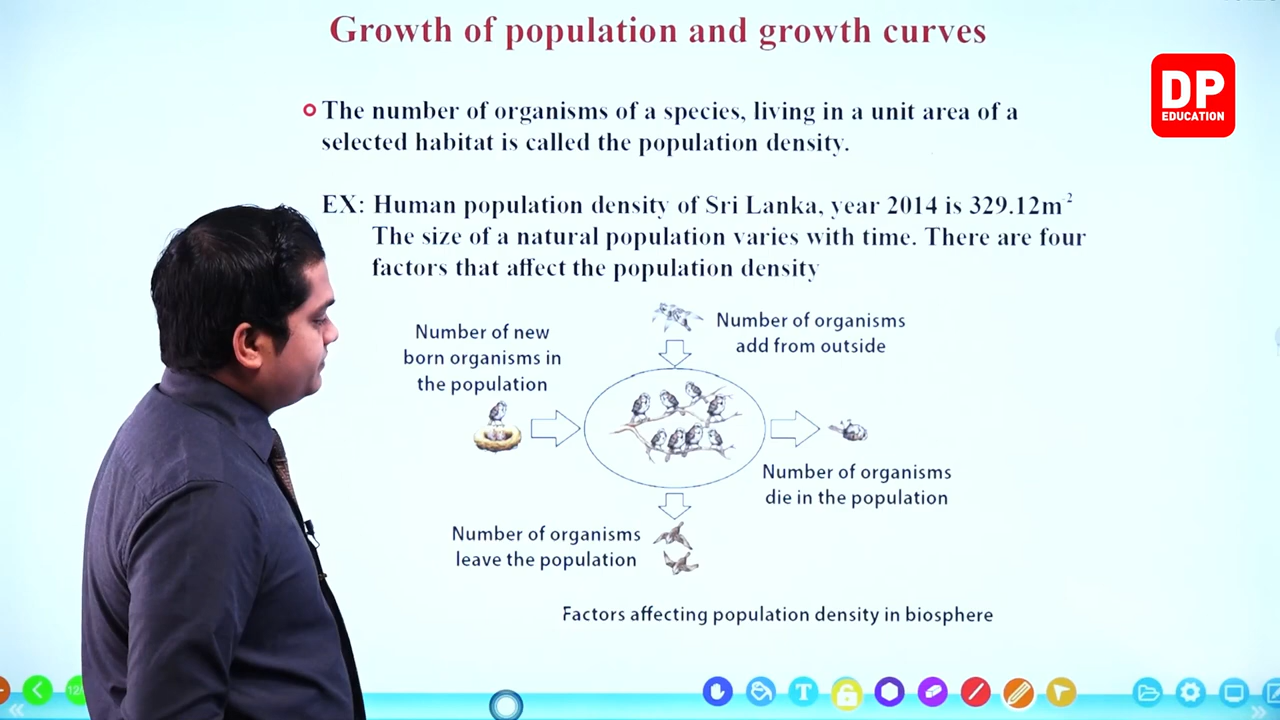 Growth of population and growth curves
DP
EDUCATION
The number of organisms of a species, living in a unit area of a
selected habitat is called the population density.
EX: Human population density of Sri Lanka, year 2014 is 329.12m⁻²
The size of a natural population varies with time. There are four
factors that affect the population density
Number of new
born organisms in
the population
Number of organisms
add from outside
Number of organisms
die in the population
Number of organisms
leave the population
Factors affecting population density in biosphere
T